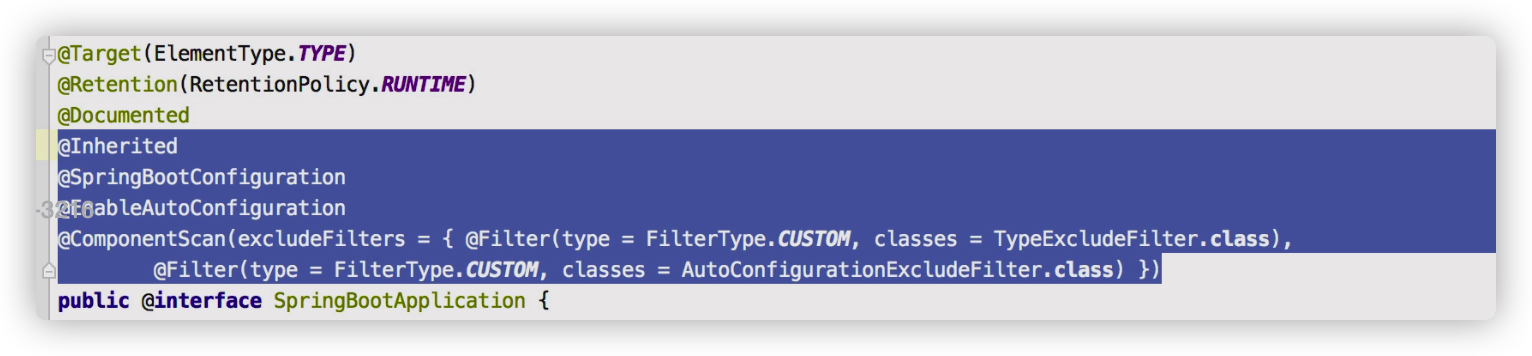 @Target(ElementType.TYPE)
@Retention(RetentionPolicy.RUNTIME)
@Documented
@Inherited
@SpringBootConfiguration
@EnableAutoConfiguration
@ComponentScan(excludeFilters = { @Filter(type = FilterType.CUSTOM, classes = TypeExcludeFilter.class),
@Filter(type = FilterType.CUSTOM, classes = AutoConfigurationExcludeFilter.class) })
public @interface SpringBootApplication {